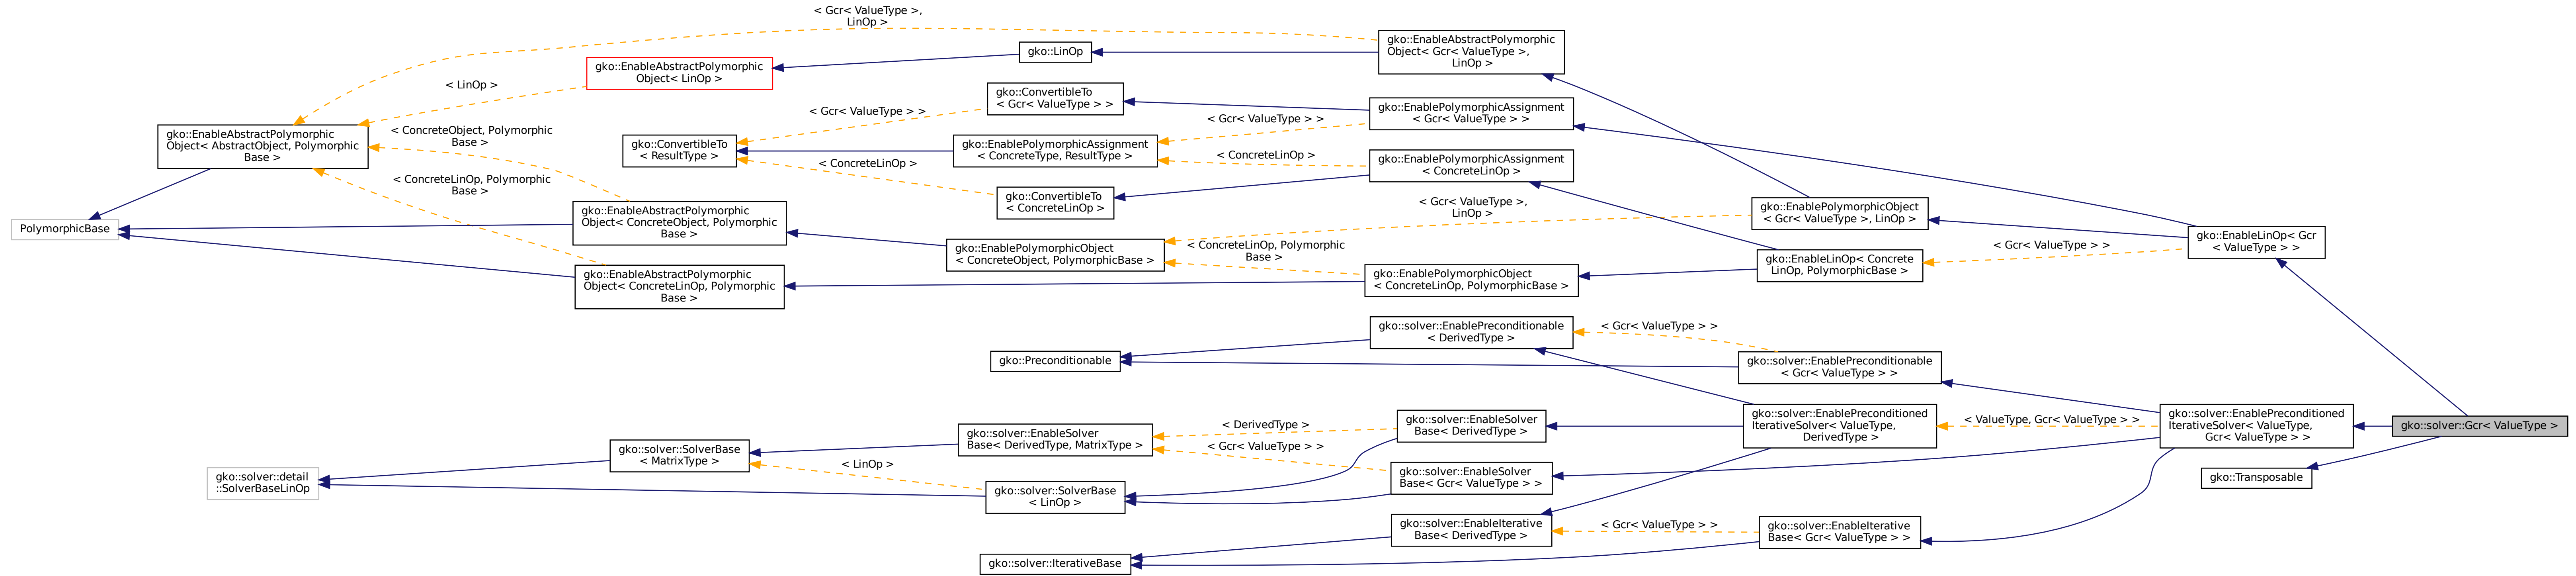 < Gcr< ValueType >,
LinOp >
gko::EnableAbstractPolymorphic
Object< Gcr< ValueType >,
LinOp >
gko::LinOp
gko::EnableAbstractPolymorphic
Object< LinOp >
< LinOp >
gko::ConvertibleTo
< Gcr< ValueType > >
gko::EnablePolymorphicAssignment
< Gcr< ValueType > >
< Gcr< ValueType > >
< Gcr< ValueType > >
gko::EnableAbstractPolymorphic
Object< AbstractObject, Polymorphic
Base >
< ConcreteObject, Polymorphic
Base >
gko::ConvertibleTo
< ResultType >
gko::EnablePolymorphicAssignment
< ConcreteType, ResultType >
< ConcreteLinOp >
< ConcreteLinOp >
gko::EnablePolymorphicAssignment
< ConcreteLinOp >
< ConcreteLinOp, Polymorphic
Base >
gko::ConvertibleTo
< ConcreteLinOp >
< Gcr< ValueType >,
LinOp >
gko::EnablePolymorphicObject
< Gcr< ValueType >, LinOp >
PolymorphicBase
gko::EnableAbstractPolymorphic
Object< ConcreteObject, Polymorphic
Base >
gko::EnableLinOp< Gcr
< ValueType > >
gko::EnablePolymorphicObject
< ConcreteObject, PolymorphicBase >
< ConcreteLinOp, Polymorphic
Base >
< Gcr< ValueType > >
gko::EnableLinOp< Concrete
LinOp, PolymorphicBase >
gko::EnableAbstractPolymorphic
Object< ConcreteLinOp, Polymorphic
Base >
gko::EnablePolymorphicObject
< ConcreteLinOp, PolymorphicBase >
gko::solver::EnablePreconditionable
< DerivedType >
< Gcr< ValueType > >
gko::Preconditionable
gko::solver::EnablePreconditionable
< Gcr< ValueType > >
gko::solver::EnableSolver
Base< DerivedType >
gko::solver::EnablePreconditioned
IterativeSolver< ValueType,
DerivedType >
< ValueType, Gcr< ValueType > >
gko::solver::EnablePreconditioned
IterativeSolver< ValueType,
Gcr< ValueType > >
gko::solver::Gcr< ValueType >
< DerivedType >
gko::solver::EnableSolver
Base< DerivedType, MatrixType >
< Gcr< ValueType > >
gko::solver::SolverBase
< MatrixType >
< LinOp >
gko::solver::EnableSolver
Base< Gcr< ValueType > >
gko::Transposable
gko::solver::detail
::SolverBaseLinOp
gko::solver::SolverBase
< LinOp >
gko::solver::EnableIterative
Base< DerivedType >
< Gcr< ValueType > >
gko::solver::EnableIterative
Base< Gcr< ValueType > >
gko::solver::IterativeBase